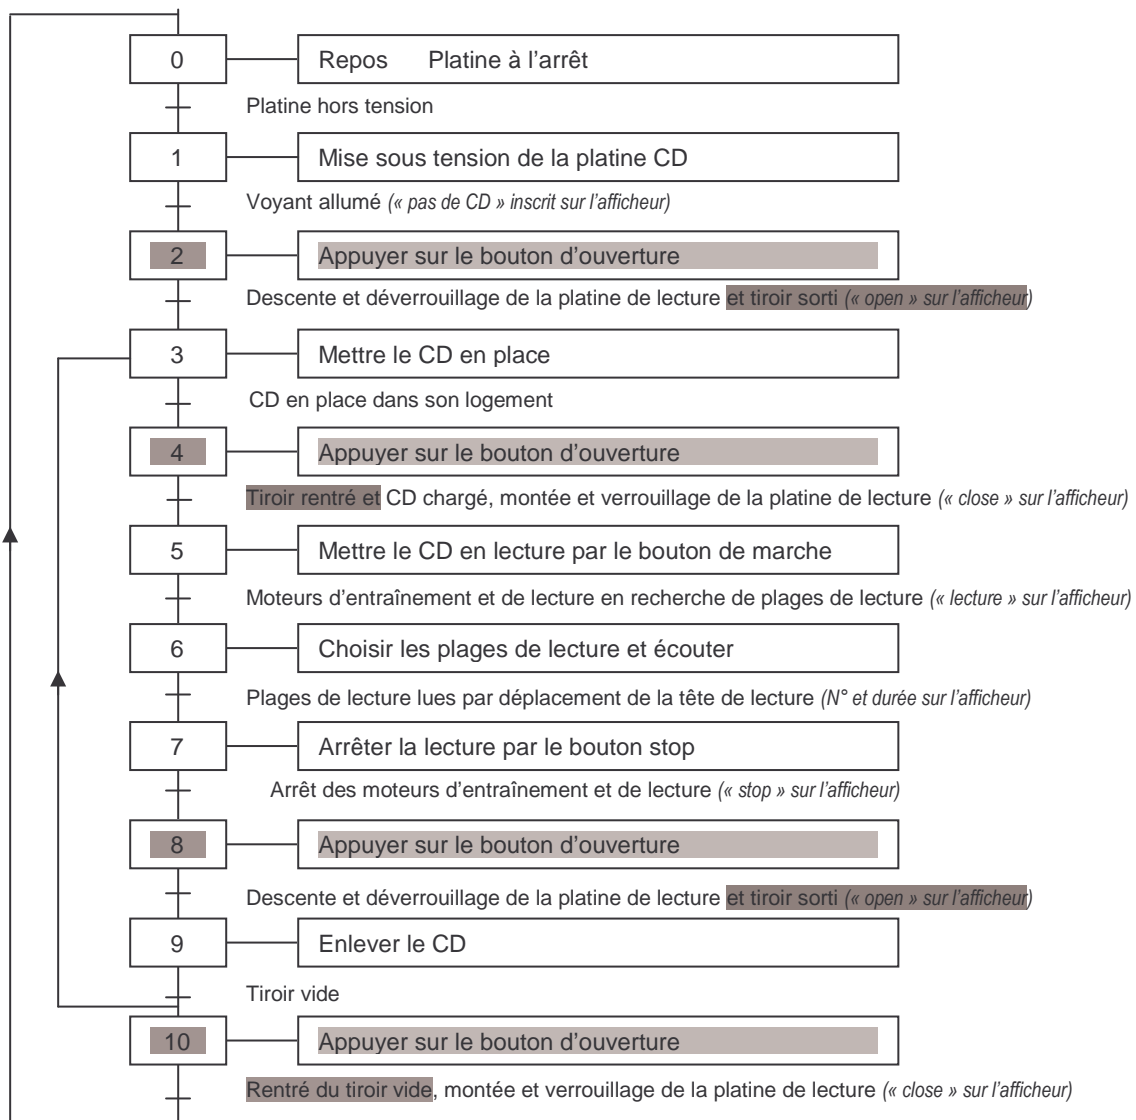 0 Repos Platine à l’arrêt
Platine hors tension
1 Mise sous tension de la platine CD
Voyant allumé (« pas de CD » inscrit sur l’afficheur)
2 Appuyer sur le bouton d’ouverture
Descente et déverrouillage de la platine de lecture et tiroir sorti (« open » sur l’afficheur)
3 Mettre le CD en place
CD en place dans son logement
4 Appuyer sur le bouton d’ouverture
Tiroir rentré et CD chargé, montée et verrouillage de la platine de lecture (« close » sur l’afficheur)
5 Mettre le CD en lecture par le bouton de marche
Moteurs d’entraînement et de lecture en recherche de plages de lecture (« lecture » sur l’afficheur)
6 Choisir les plages de lecture et écouter
Plages de lecture lues par déplacement de la tête de lecture (N° et durée sur l’afficheur)
7 Arrêter la lecture par le bouton stop
Arrêt des moteurs d’entraînement et de lecture (« stop » sur l’afficheur)
8 Appuyer sur le bouton d’ouverture
Descente et déverrouillage de la platine de lecture et tiroir sorti (« open » sur l’afficheur)
9 Enlever le CD
Tiroir vide
10 Appuyer sur le bouton d’ouverture
Rentré du tiroir vide, montée et verrouillage de la platine de lecture (« close » sur l’afficheur)